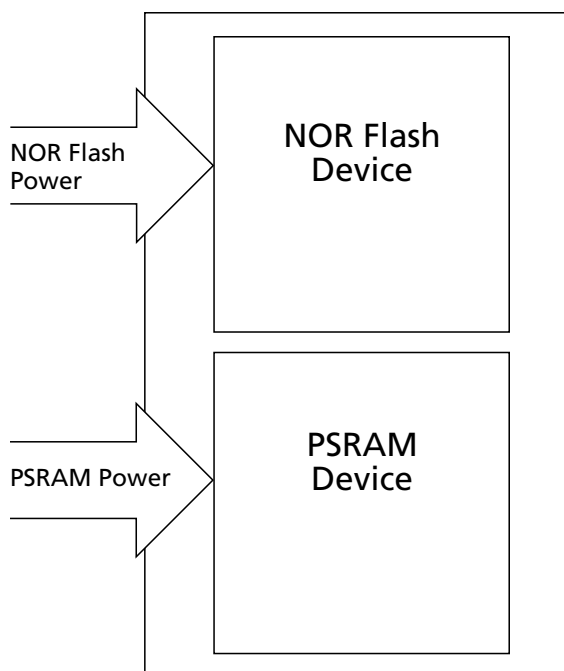 NOR Flash
Power
NOR Flash
Device
PSRAM Power
PSRAM
Device